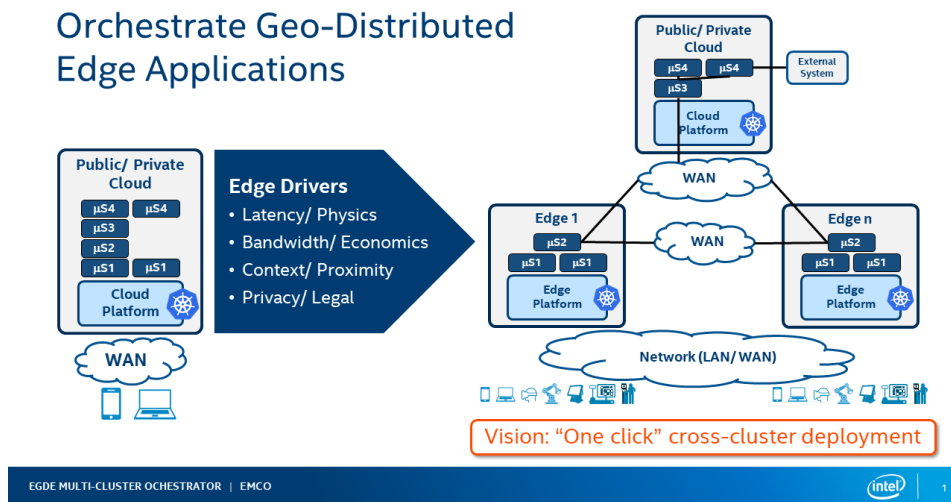 Orchestrate Geo-Distributed
Edge Applications
Public/ Private
Cloud
µS4
µS4
µS3
µS2
µS1
µS1
Cloud
Platform
WAN
Edge Drivers
• Latency/ Physics
• Bandwidth/ Economics
• Context/ Proximity
• Privacy/ Legal
Public/ Private
Cloud
µS4
µS4
µS3
Cloud
Platform
External
System
WAN
Edge 1
µS2
µS1
µS1
Edge
Platform
WAN
Edge n
µS2
µS1
µS1
Edge
Platform
Network (LAN/ WAN)
Vision: “One click” cross-cluster deployment
EGDE MULTI-CLUSTER OCHESTRATOR | EMCO
intel
1